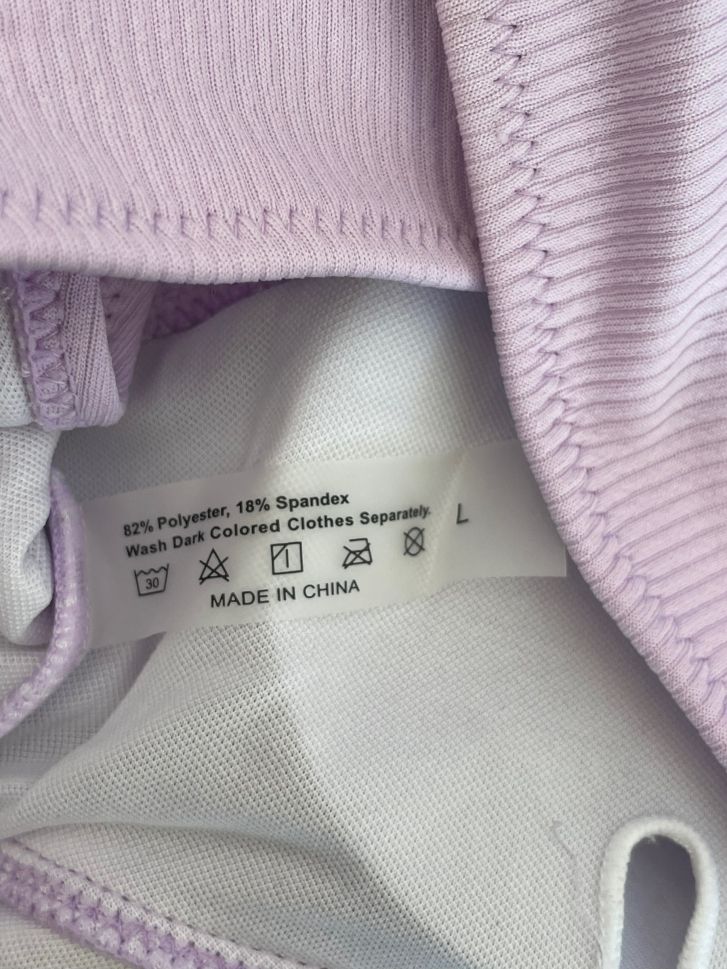 82% Polyester, 18% Spandex
Wash Dark Colored Clothes Separately.
L
30
MADE IN CHINA